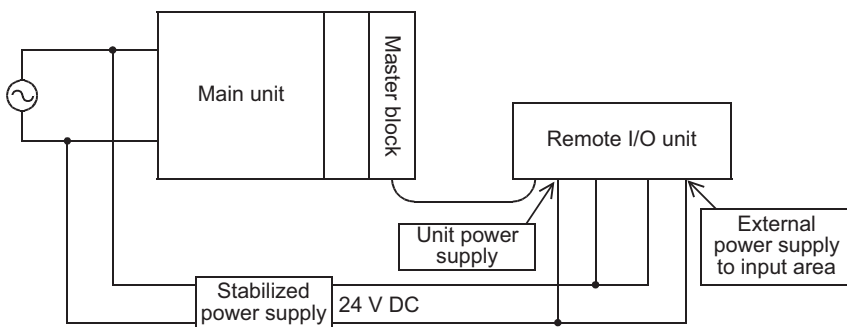 Main unit
Master block
Remote I/O unit
Unit power
supply
External
power supply
to input area
Stabilized
power supply
24 V DC